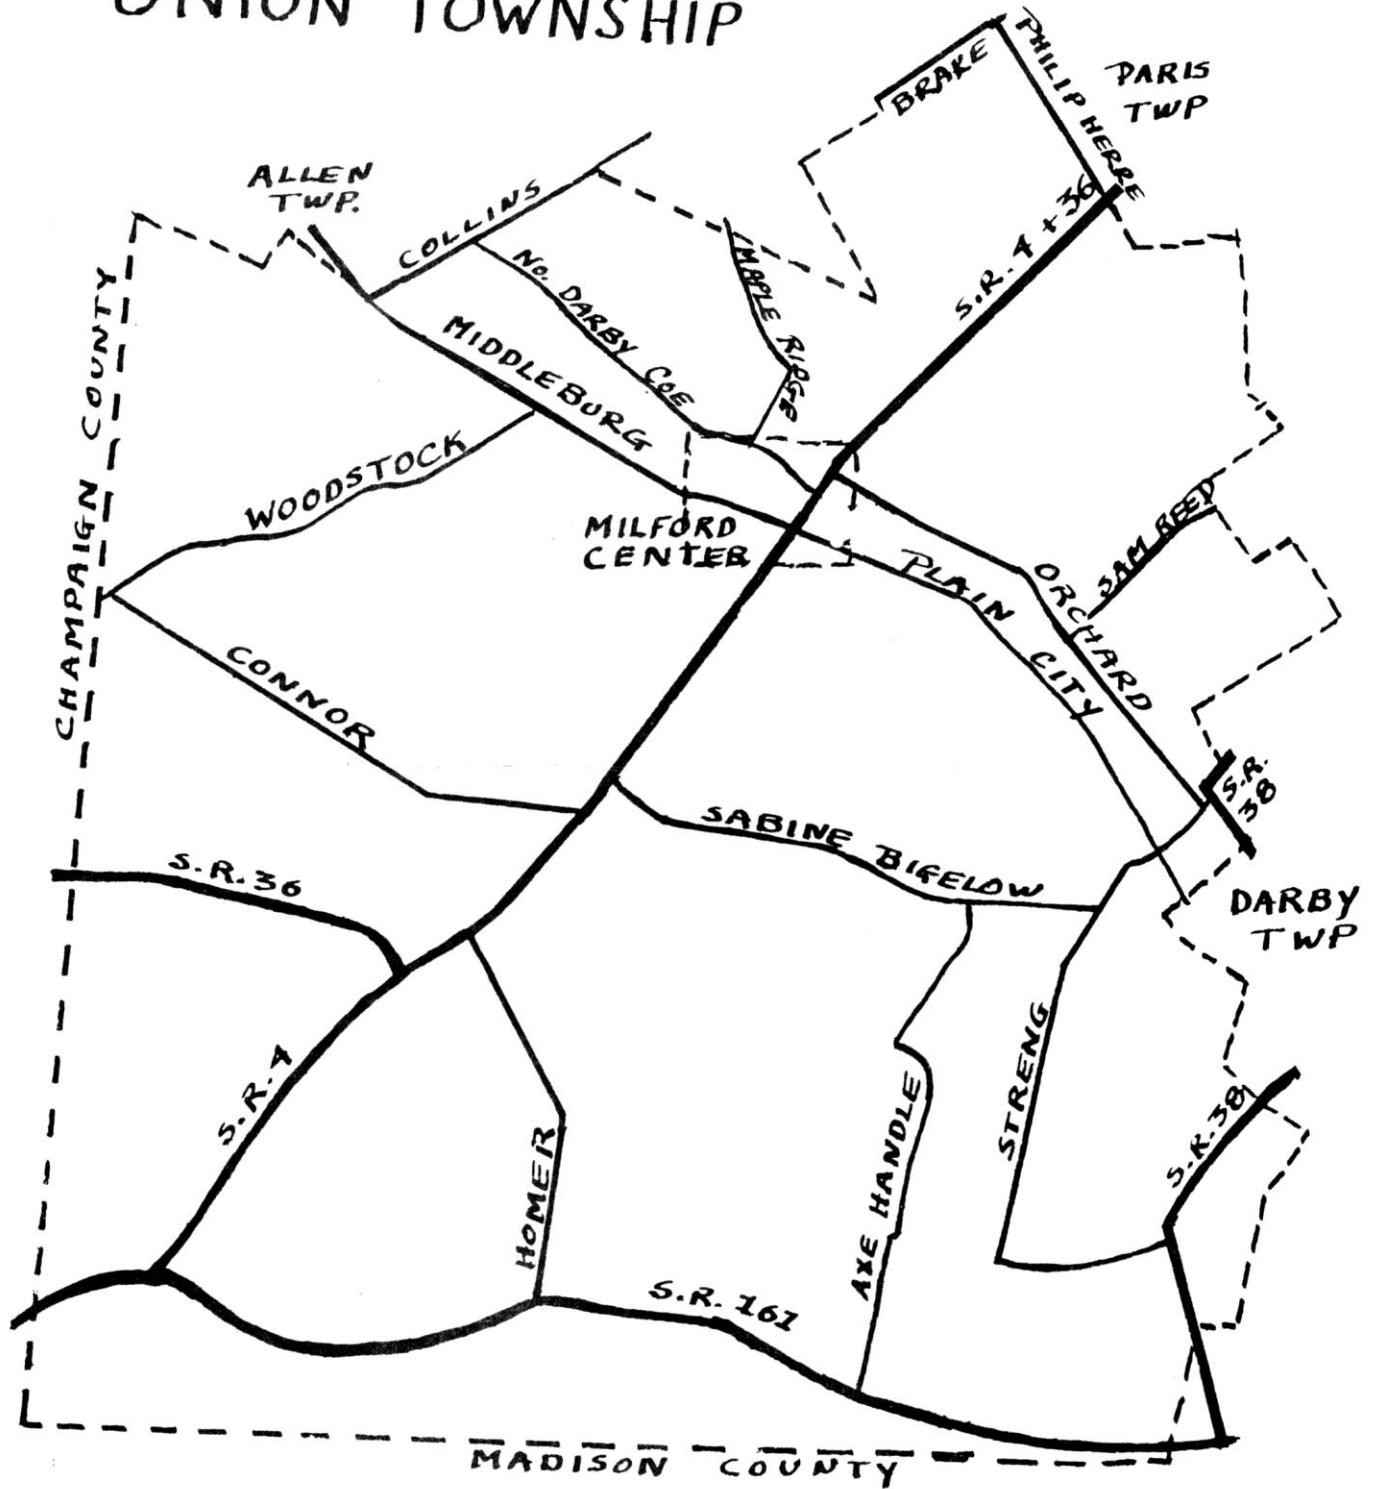 UNION TOWNSHIP
BRAKE
PHILIP HERRE
PARIS
TWP
ALLEN
TWP.
COLLINS
S.R. 4 + 36
No. DARBY COE
MAPLE RIDGE
MIDDLEBURG
CHAMPAIGN COUNTY
WOODSTOCK
MILFORD
CENTER
PLAIN CITY
ORCHARD
SAM REED
CONNOR
S.R.
38
SABINE BIGELOW
S.R. 36
DARBY
TWP
S.R. 4
HOMER
AXE HANDLE
STRENG
S.R. 38
S.R. 161
MADISON COUNTY